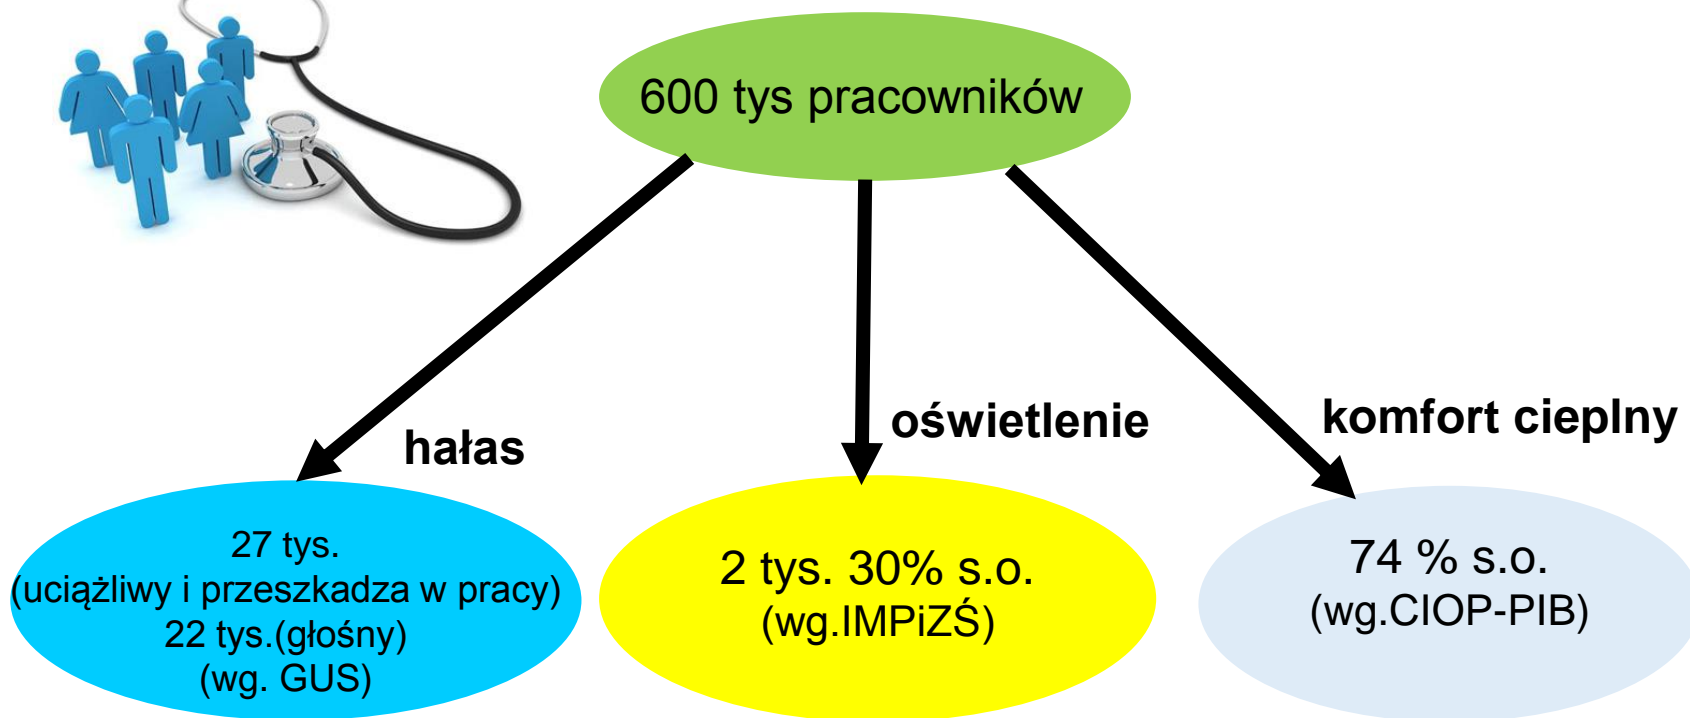 600 tys pracowników
hałas
oświetlenie
komfort cieplny
27 tys.
(uciążliwy i przeszkadza w pracy)
22 tys.(głośny)
(wg. GUS)
2 tys. 30% s.o.
(wg.IMPiZŚ)
74 % s.o.
(wg.CIOP-PIB)